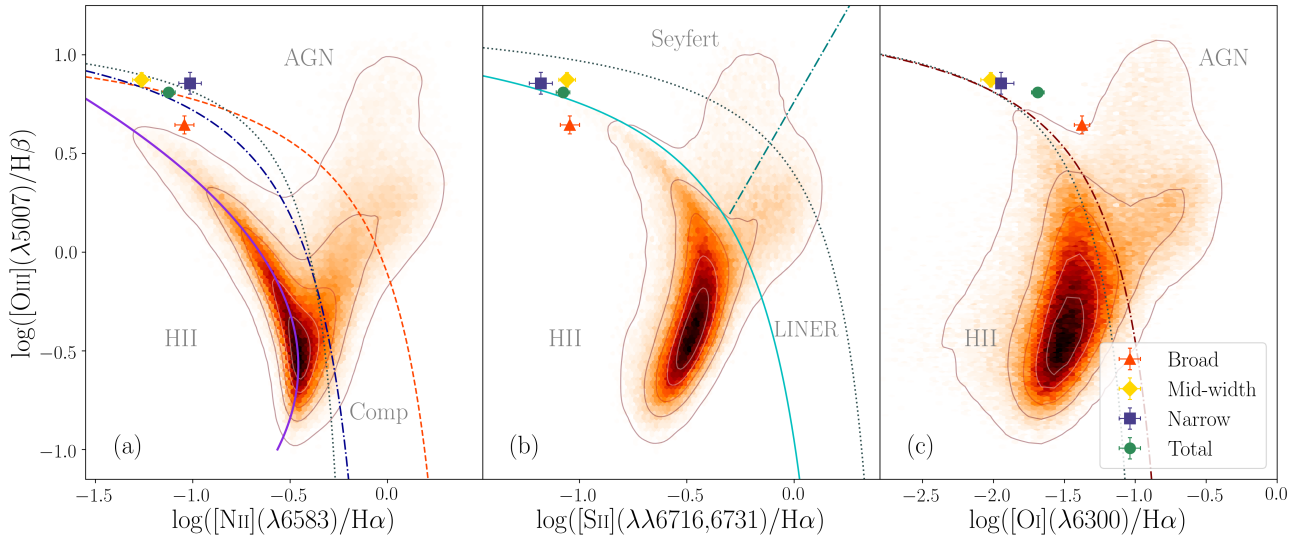 1.0
0.5
0.0
−0.5
−1.0
log([OIII](λ5007)/Hβ)
AGN
HII
Comp
(a)
−1.5
−1.0
−0.5
0.0
log([NII](λ6583)/Hα)
Seyfert
HII
LINER
(b)
−1.0
−0.5
0.0
log([SII](λλ6716,6731)/Hα)
AGN
HII
(c)
Broad
Mid-width
Narrow
Total
−2.5
−2.0
−1.5
−1.0
−0.5
0.0
log([OI](λ6300)/Hα)